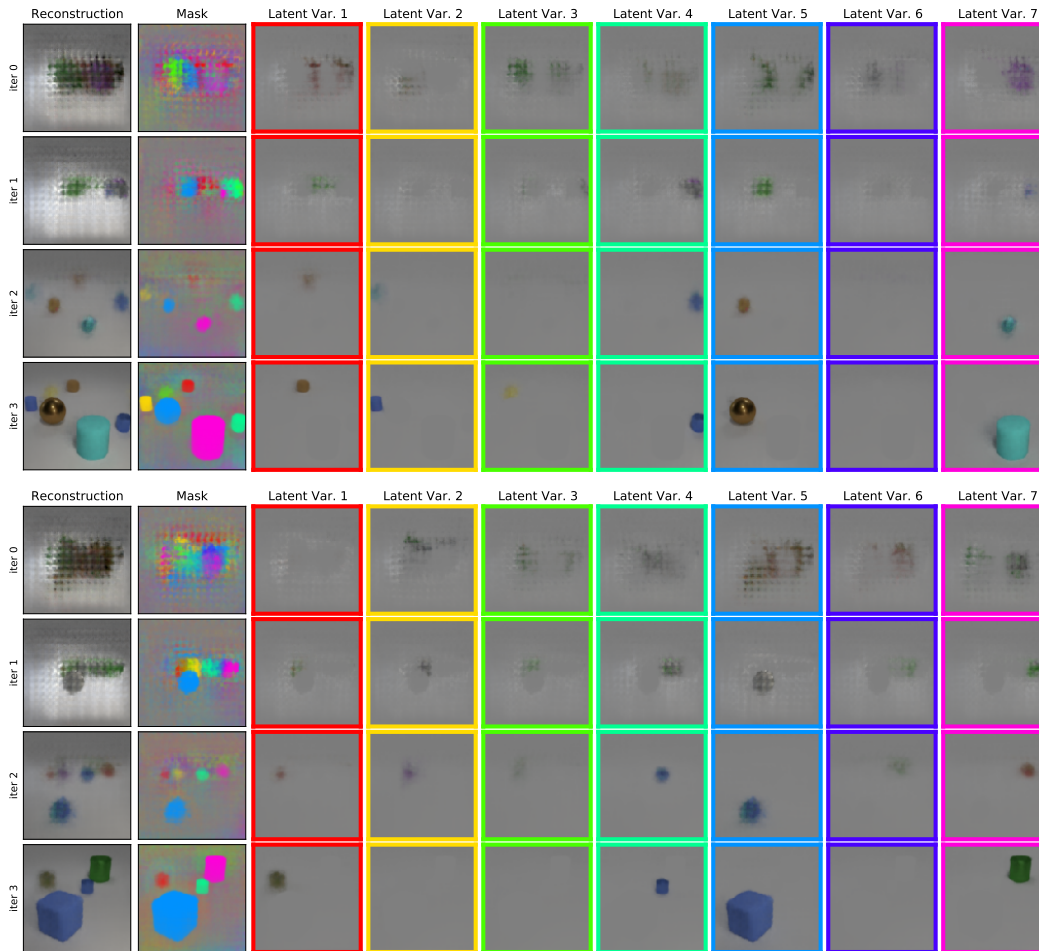 Reconstruction Mask Latent Var. 1 Latent Var. 2 Latent Var. 3 Latent Var. 4 Latent Var. 5 Latent Var. 6 Latent Var. 7
iter 0
iter 1
iter 2
iter 3
Reconstruction Mask Latent Var. 1 Latent Var. 2 Latent Var. 3 Latent Var. 4 Latent Var. 5 Latent Var. 6 Latent Var. 7
iter 0
iter 1
iter 2
iter 3